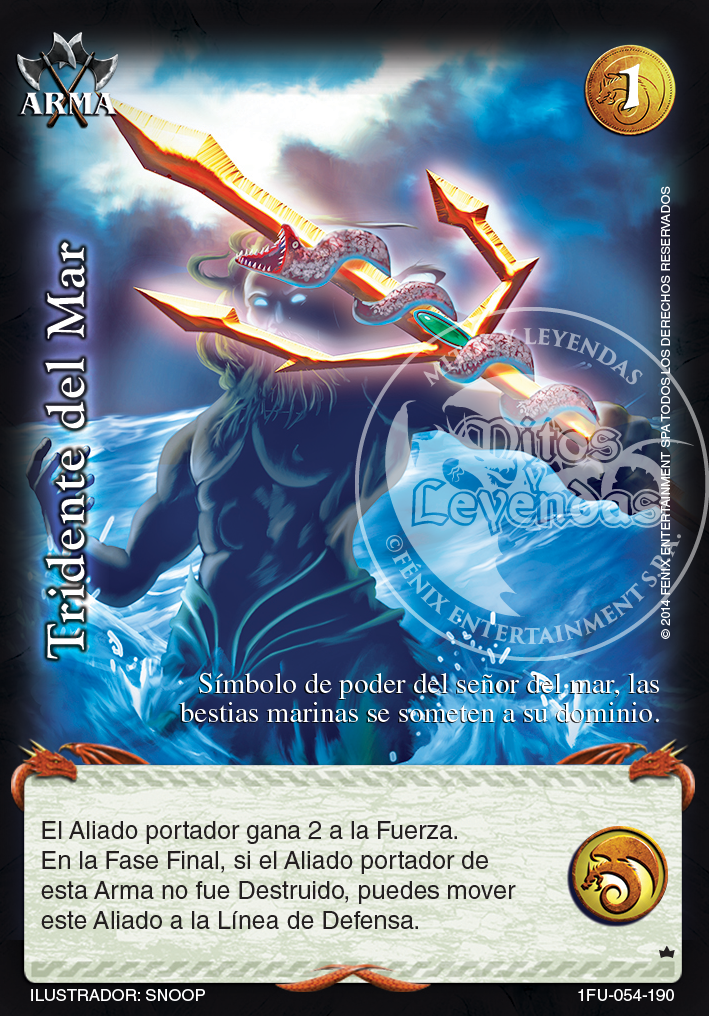 ARMA
1
Tridente del Mar
© 2014 FENIX ENTERTAINMENT SPA TODOS LOS DERECHOS RESERVADOS
MITOS Y LEYENDAS
Mitos
y
Leyendas
© FÉNIX ENTERTAINMENT S.P.A.
Símbolo de poder del señor del mar, las
bestias marinas se someten a su dominio.
El Aliado portador gana 2 a la Fuerza.
En la Fase Final, si el Aliado portador de
esta Arma no fue Destruido, puedes mover
este Aliado a la Línea de Defensa.
ILUSTRADOR: SNOOP
1FU-054-190